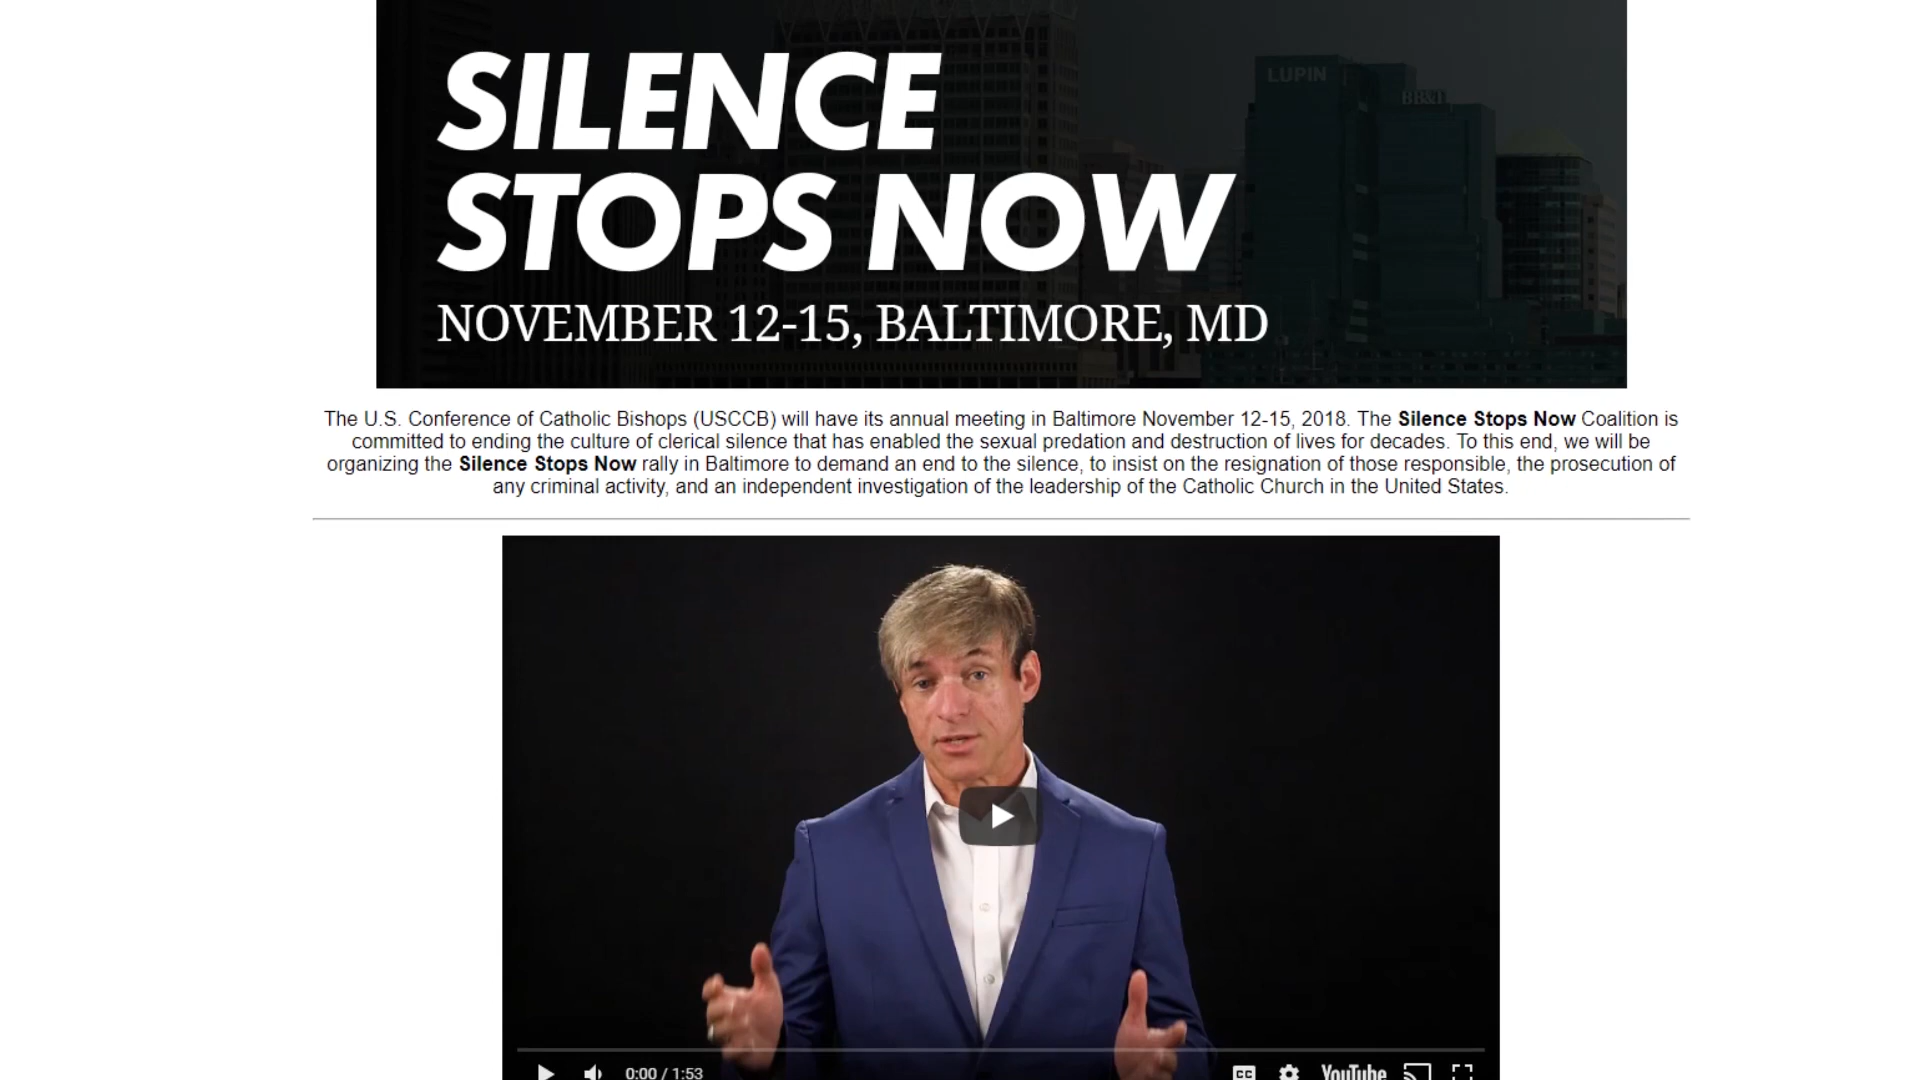 SILENCE
STOPS NOW
NOVEMBER 12-15, BALTIMORE, MD
LUPIN
BB&T
The U.S. Conference of Catholic Bishops (USCCB) will have its annual meeting in Baltimore November 12-15, 2018. The Silence Stops Now Coalition is
committed to ending the culture of clerical silence that has enabled the sexual predation and destruction of lives for decades. To this end, we will be
organizing the Silence Stops Now rally in Baltimore to demand an end to the silence, to insist on the resignation of those responsible, the prosecution of
any criminal activity, and an independent investigation of the leadership of the Catholic Church in the United States.
0:00 / 1:53
CC
YouTube